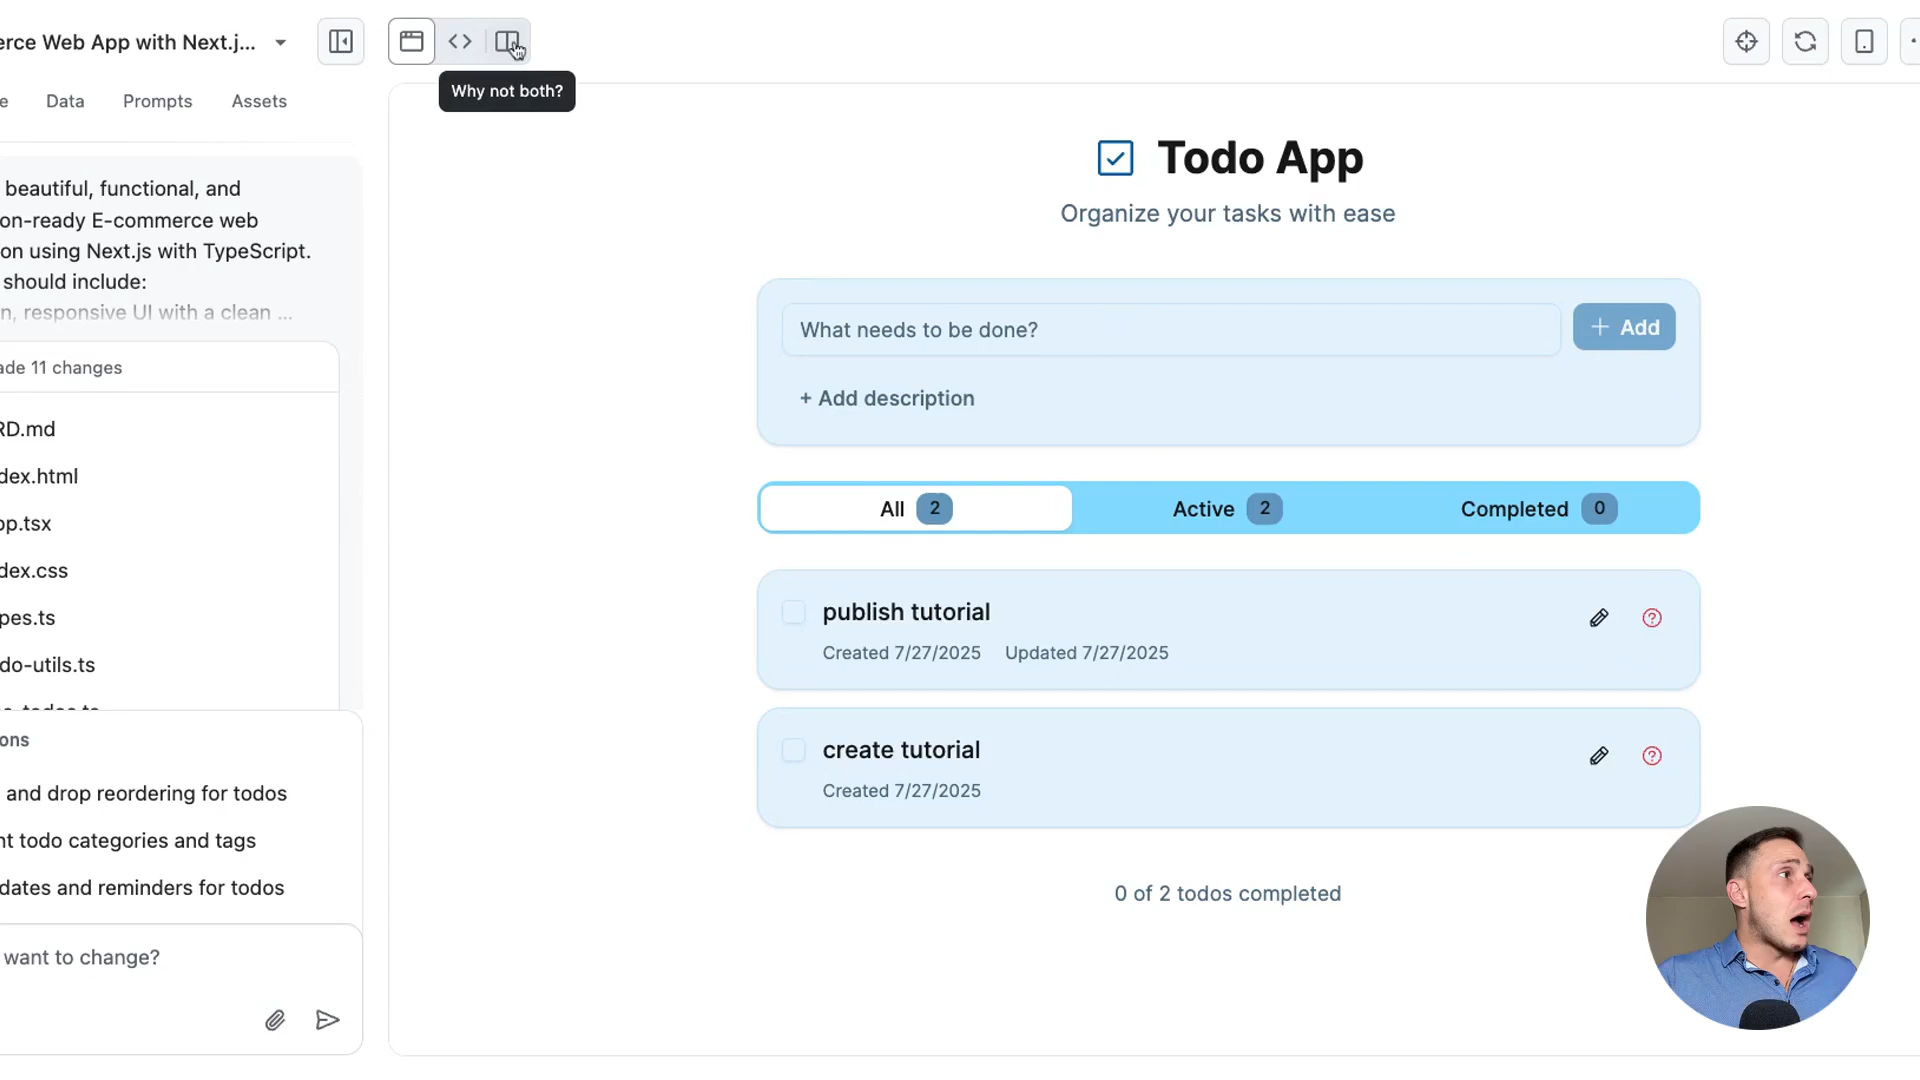 erce Web App with Next.j...
Why not both?
e
Data
Prompts
Assets
beautiful, functional, and
on-ready E-commerce web
on using Next.js with TypeScript.
should include:
n, responsive UI with a clean ...
ade 11 changes
RD.md
dex.html
pp.tsx
dex.css
pes.ts
do-utils.ts
ons
and drop reordering for todos
nt todo categories and tags
dates and reminders for todos
want to change?
Todo App
Organize your tasks with ease
What needs to be done?
+ Add
+ Add description
All 2
Active 2
Completed 0
publish tutorial
Created 7/27/2025 Updated 7/27/2025
create tutorial
Created 7/27/2025
0 of 2 todos completed